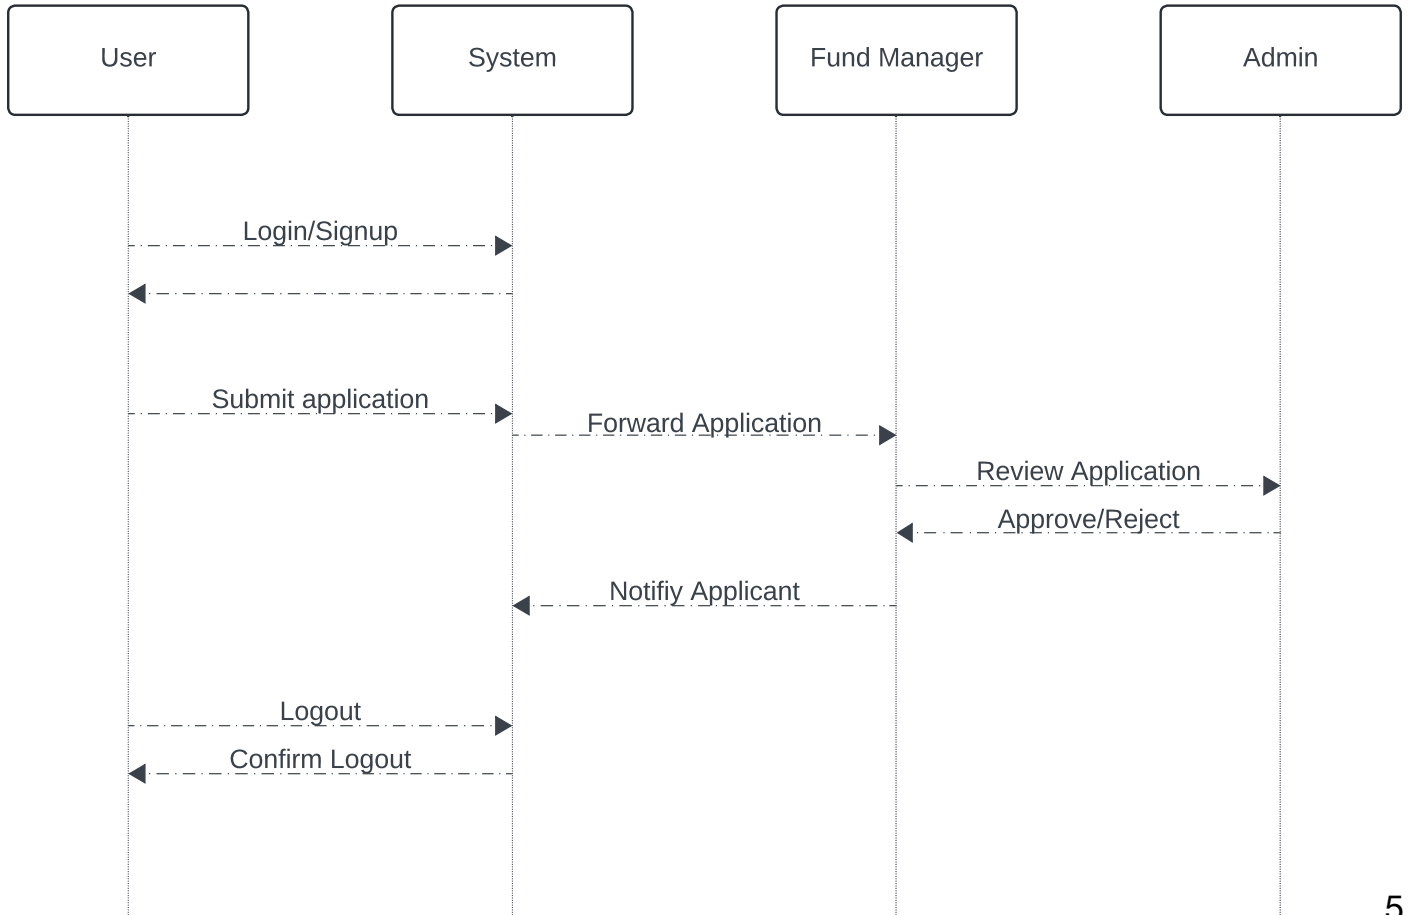 User
System
Fund Manager
Admin
Login/Signup
Submit application
Forward Application
Review Application
Approve/Reject
Notifiy Applicant
Logout
Confirm Logout
5